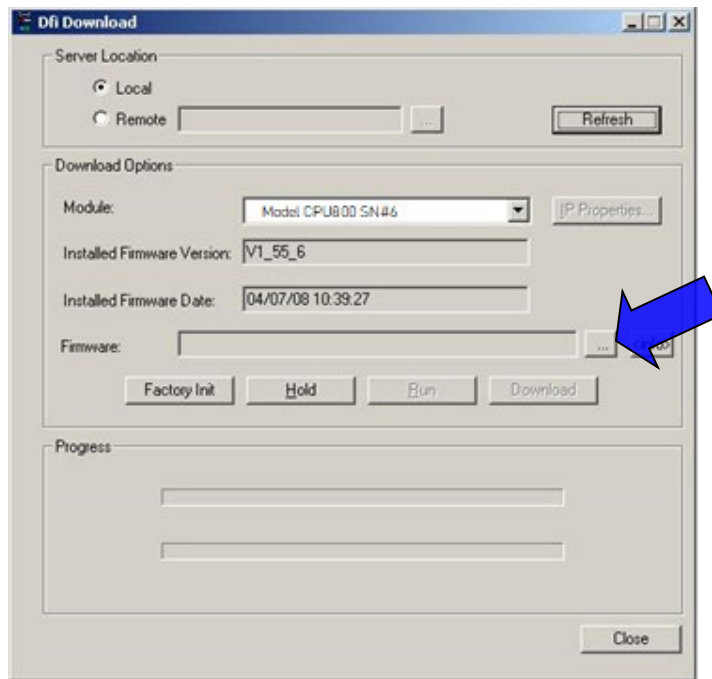 Dfi Download
Server Location
Local
Remote ... Refresh
Download Options
Module: Model CPU800 SN#6 IP Properties...
Installed Firmware Version: V1_55_6
Installed Firmware Date: 04/07/08 10:39:27
Firmware: ...
Factory Init Hold Run Download
Progress
Close